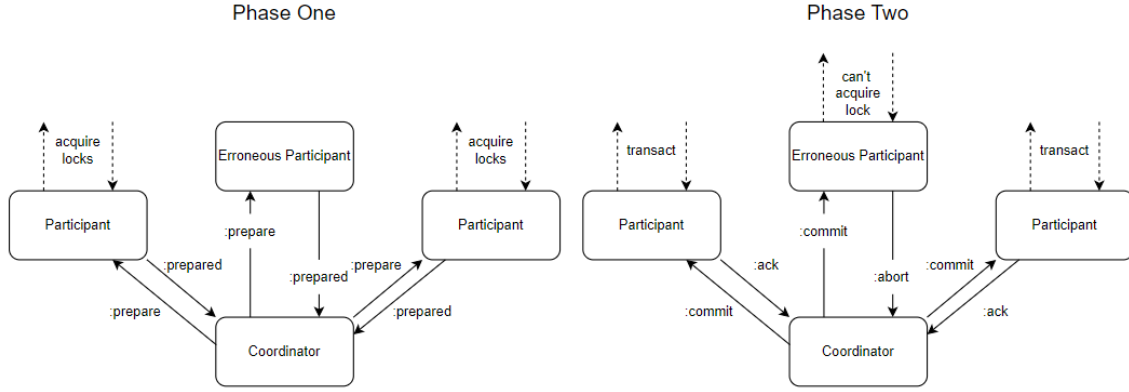 Phase One
Phase Two
can't
acquire
lock
acquire
locks
Erroneous Participant
acquire
locks
transact
Erroneous Participant
transact
Participant
:prepare
Participant
Participant
:commit
Participant
:prepared
:prepared
:prepare
:ack
:abort
:commit
:prepare
:prepared
:commit
:ack
Coordinator
Coordinator